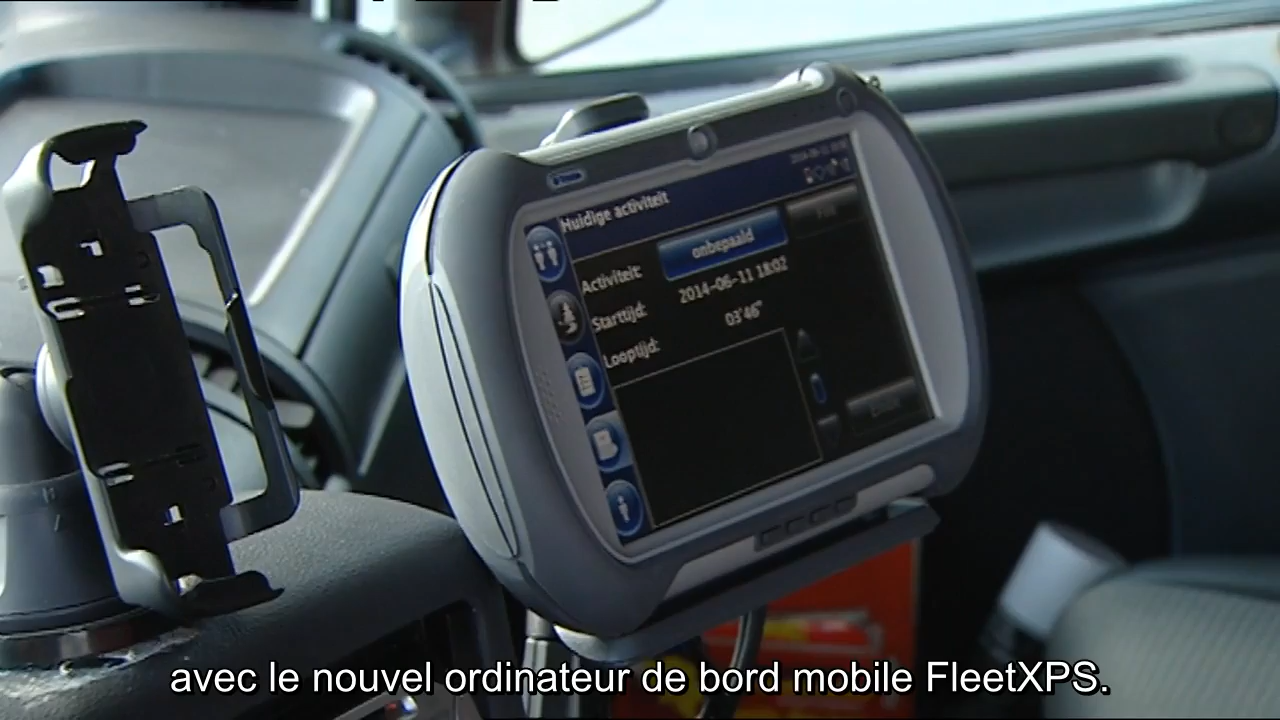 Huidige activiteit
Activiteit: onbepaald
Starttijd: 2014-06-11 18:02
Looptijd: 03'46"
avec le nouvel ordinateur de bord mobile FleetXPS.